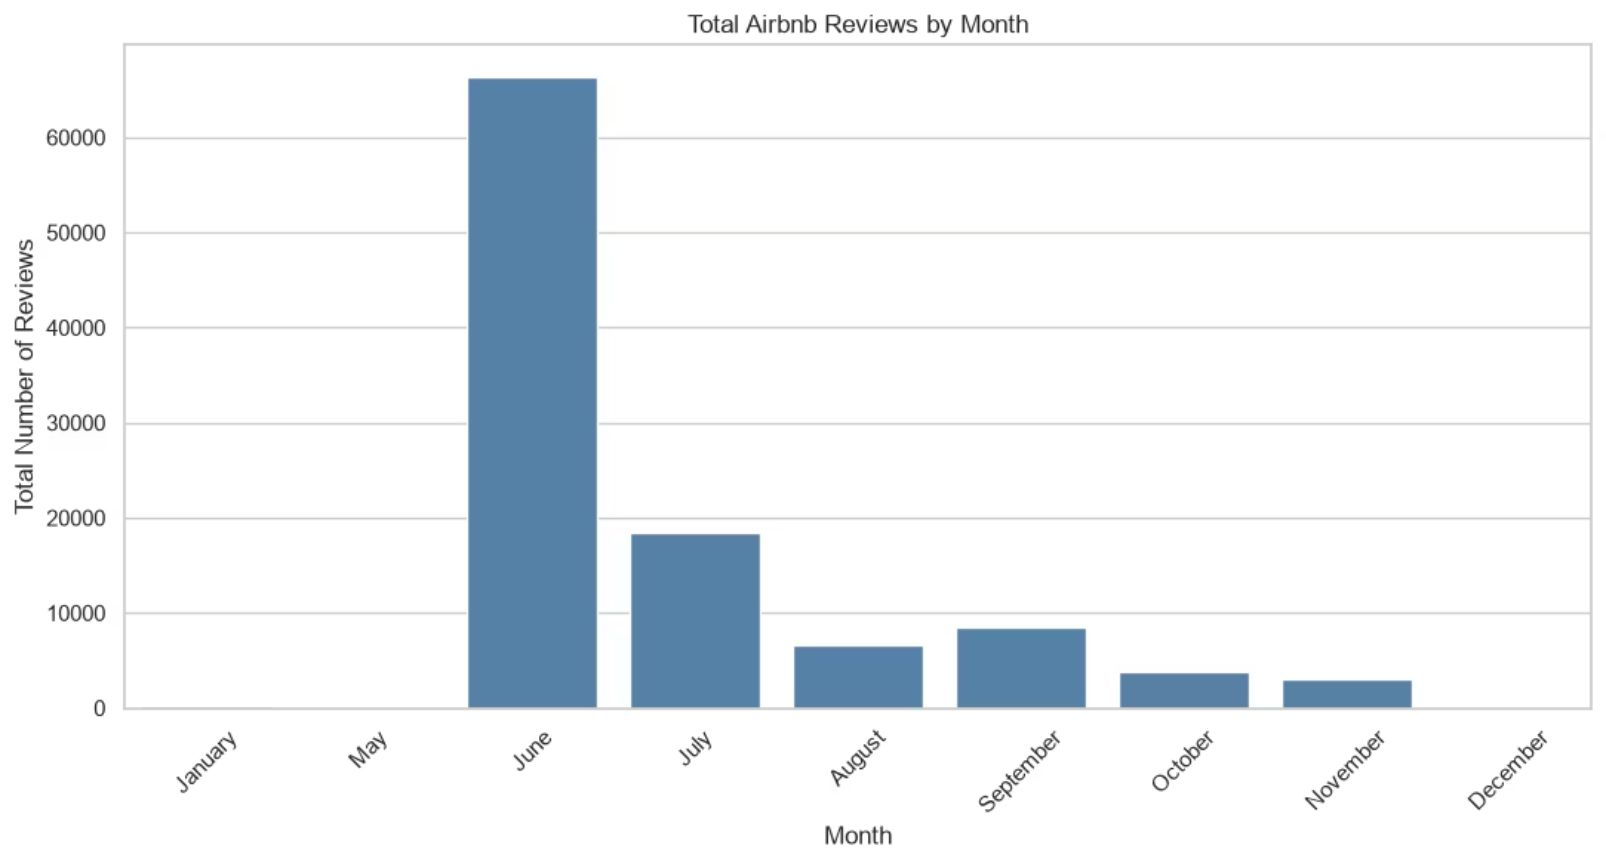 Total Airbnb Reviews by Month
Total Number of Reviews
60000
50000
40000
30000
20000
10000
0
January
May
June
July
August
September
October
November
December
Month